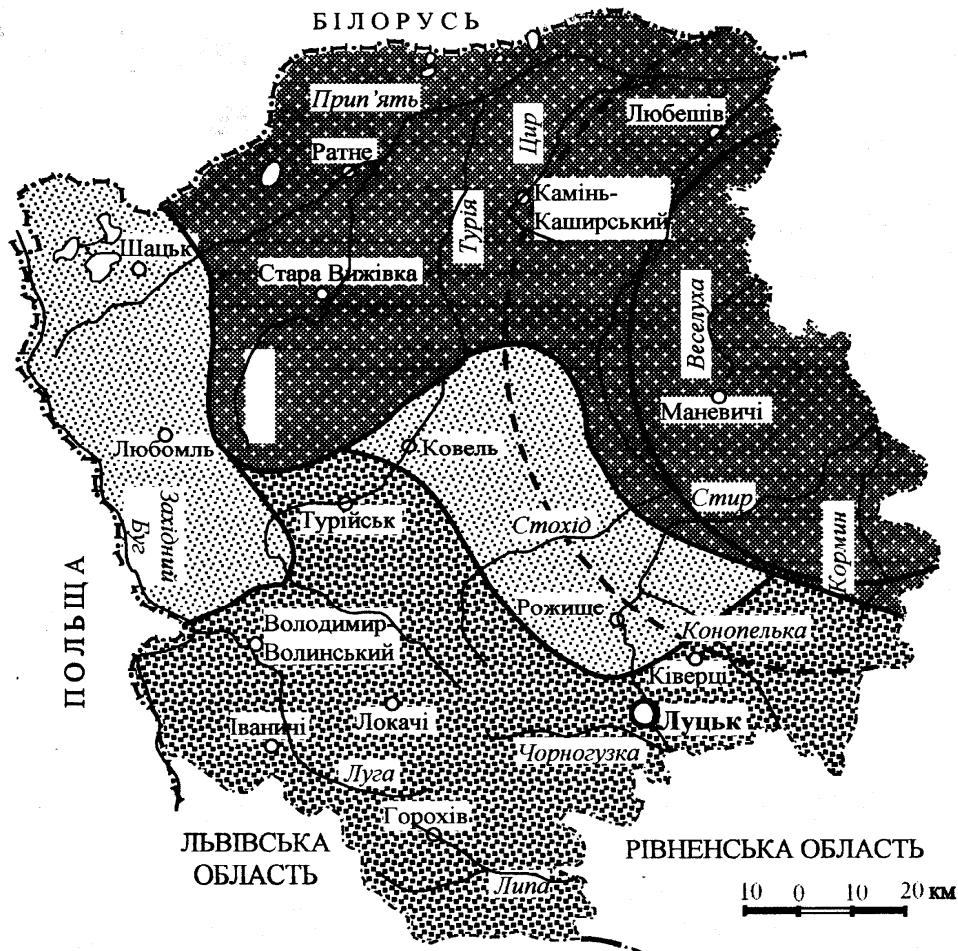 БІЛОРУСЬ
Прип’ять
Цир
Любешів
Ратне
Камінь-
Каширський
Турія
Шацьк
Стара Вижівка
Веселуха
Маневичі
Любомль
Ковель
Західний
Буг
Турійськ
Стохід
Стир
Кормин
ПОЛЬЩА
Володимир-
Волинський
Рожище
Конопелька
Ківерці
Іваничі
Локачі
Луцьк
Чорногузка
Луга
Горохів
Липа
ЛЬВІВСЬКА
ОБЛАСТЬ
РІВНЕНСЬКА ОБЛАСТЬ
10 0 10 20 км